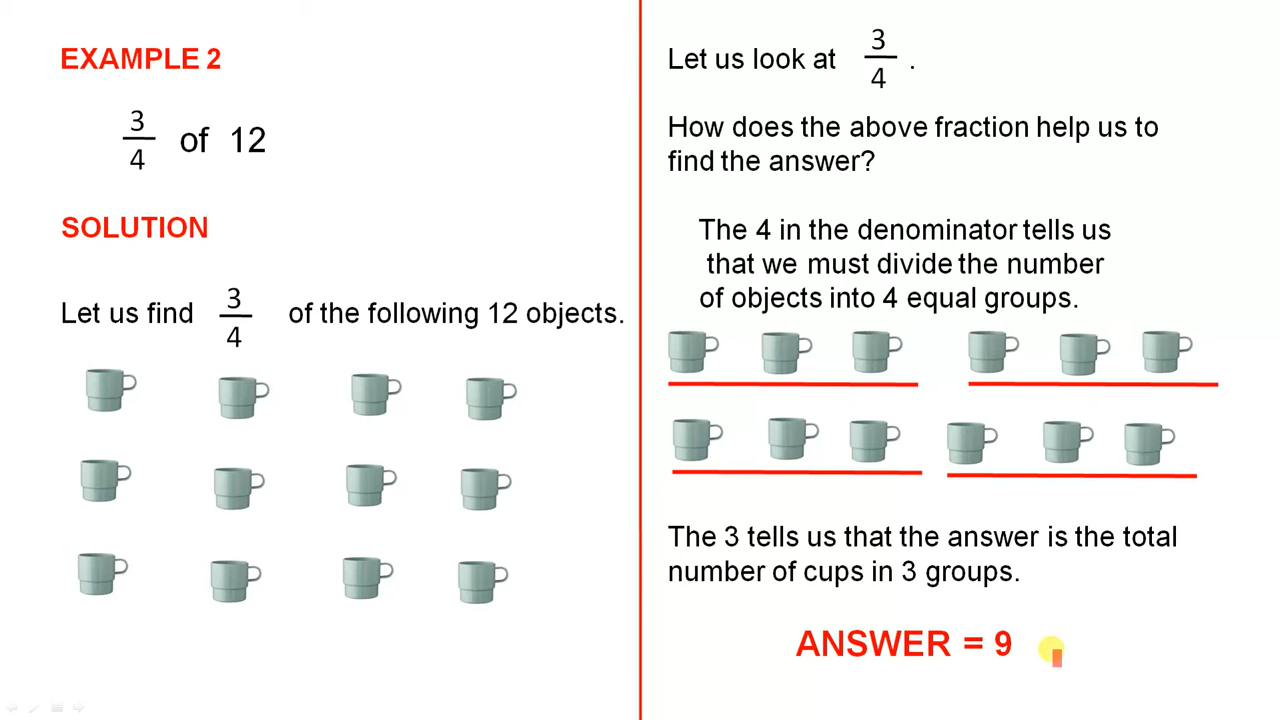 EXAMPLE 2
3
4
of 12
SOLUTION
Let us find 3/4 of the following 12 objects.
Let us look at 3/4 .
How does the above fraction help us to
find the answer?
The 4 in the denominator tells us
that we must divide the number
of objects into 4 equal groups.
The 3 tells us that the answer is the total
number of cups in 3 groups.
ANSWER = 9